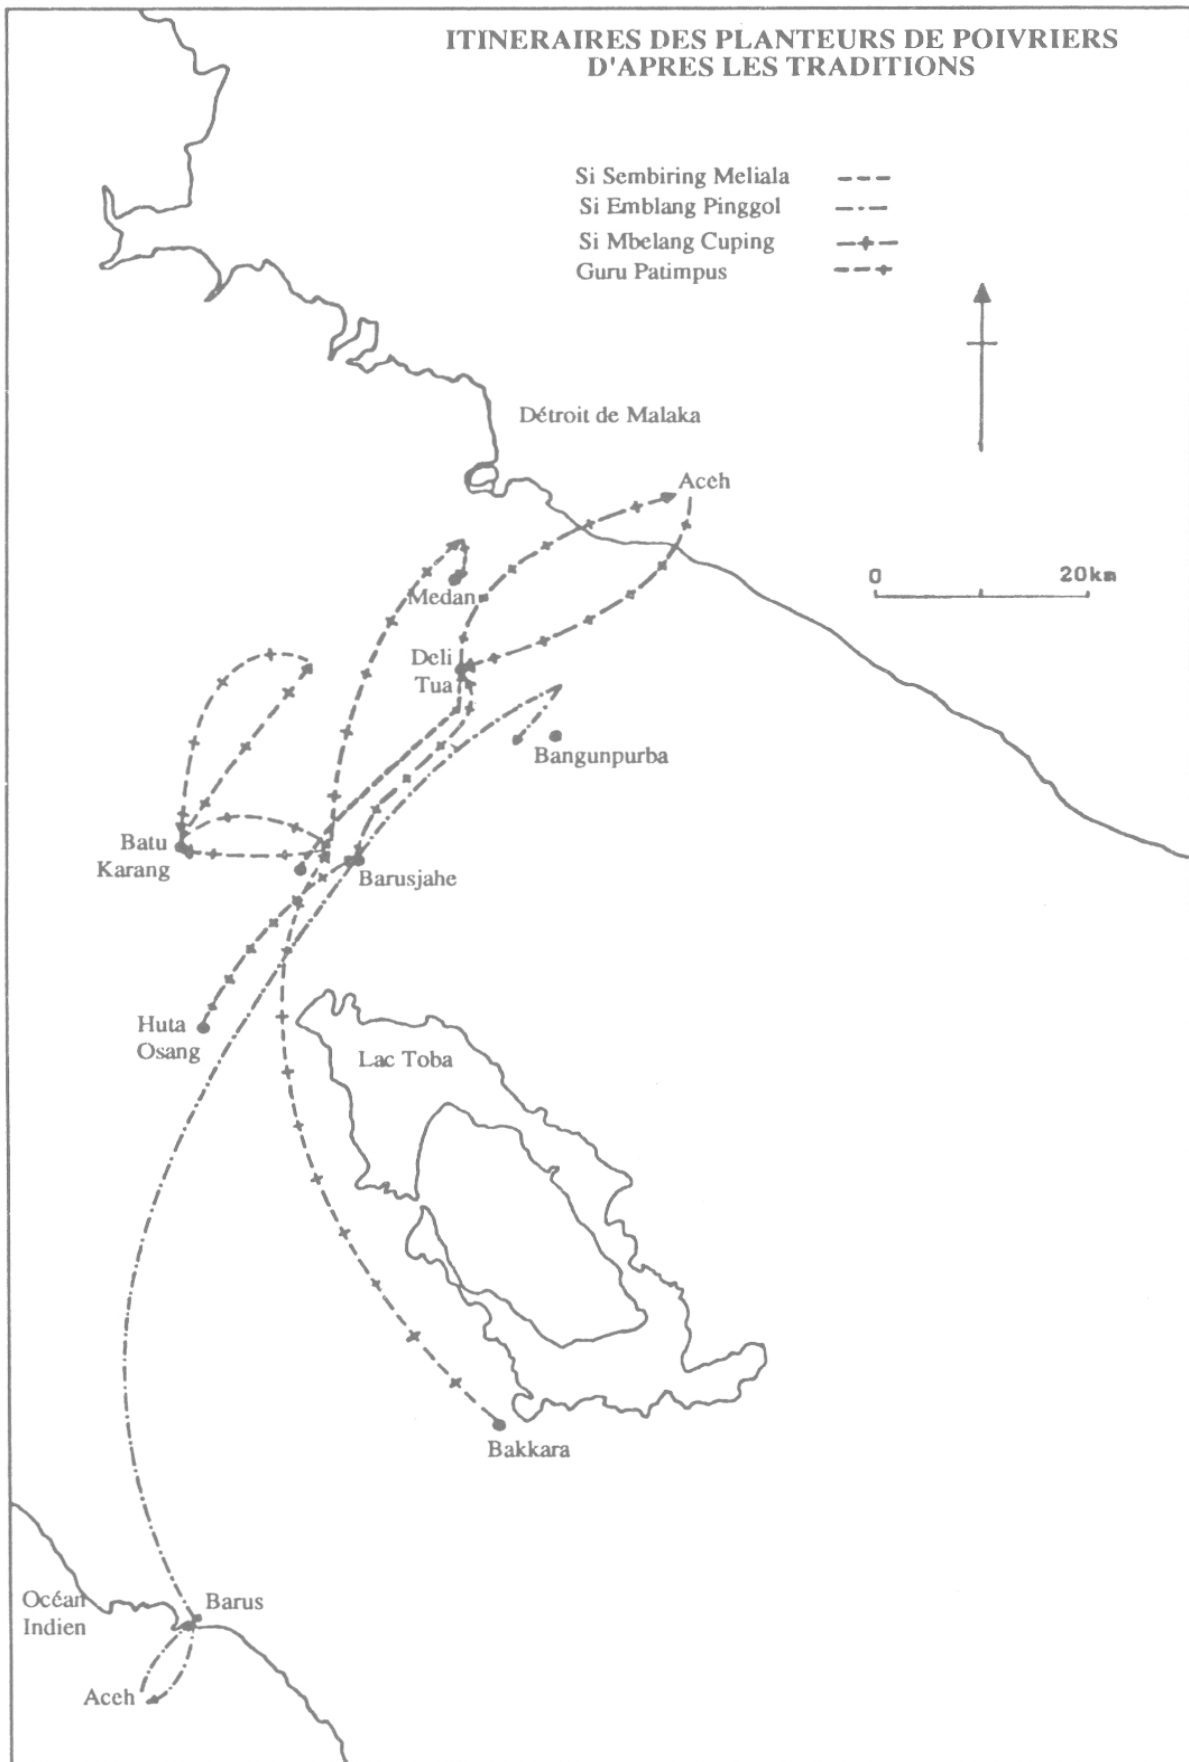 ITINERAIRES DES PLANTEURS DE POIVRIERS
D'APRES LES TRADITIONS
Si Sembiring Meliala
Si Emblang Pinggol
Si Mbelang Cuping
Guru Patimpus
Détroit de Malaka
Aceh
0 20km
Medan
Deli
Tua
Bangunpurba
Batu
Karang
Barusjahe
Huta
Osang
Lac Toba
Bakkara
Océan
Indien
Barus
Aceh